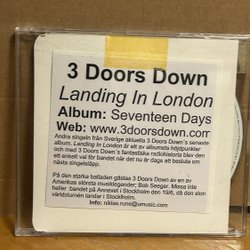 3 Doors Down
Landing In London
Album: Seventeen Days
Web: www.3doorsdown.com
Andra singeln från Sverige aktuella 3 Doors Down´s senaste
album. Landing In London är ett av albumets höjdpunkter
och med 3 Doors Down´s fantastiska radiohistoria blev den
ett enkelt val för bandet när det nu är dags att besluta om
nästa singelsläpp.
På den starka balladen gästas 3 Doors Down av en av
Amerikas största musiklegender; Bob Seeger. Missa inte
heller bandet på Annexet i Stockholm den 19/6, då den stora
världsturnen landar i Stockholm.
Info: niklas.rune@umusic.com